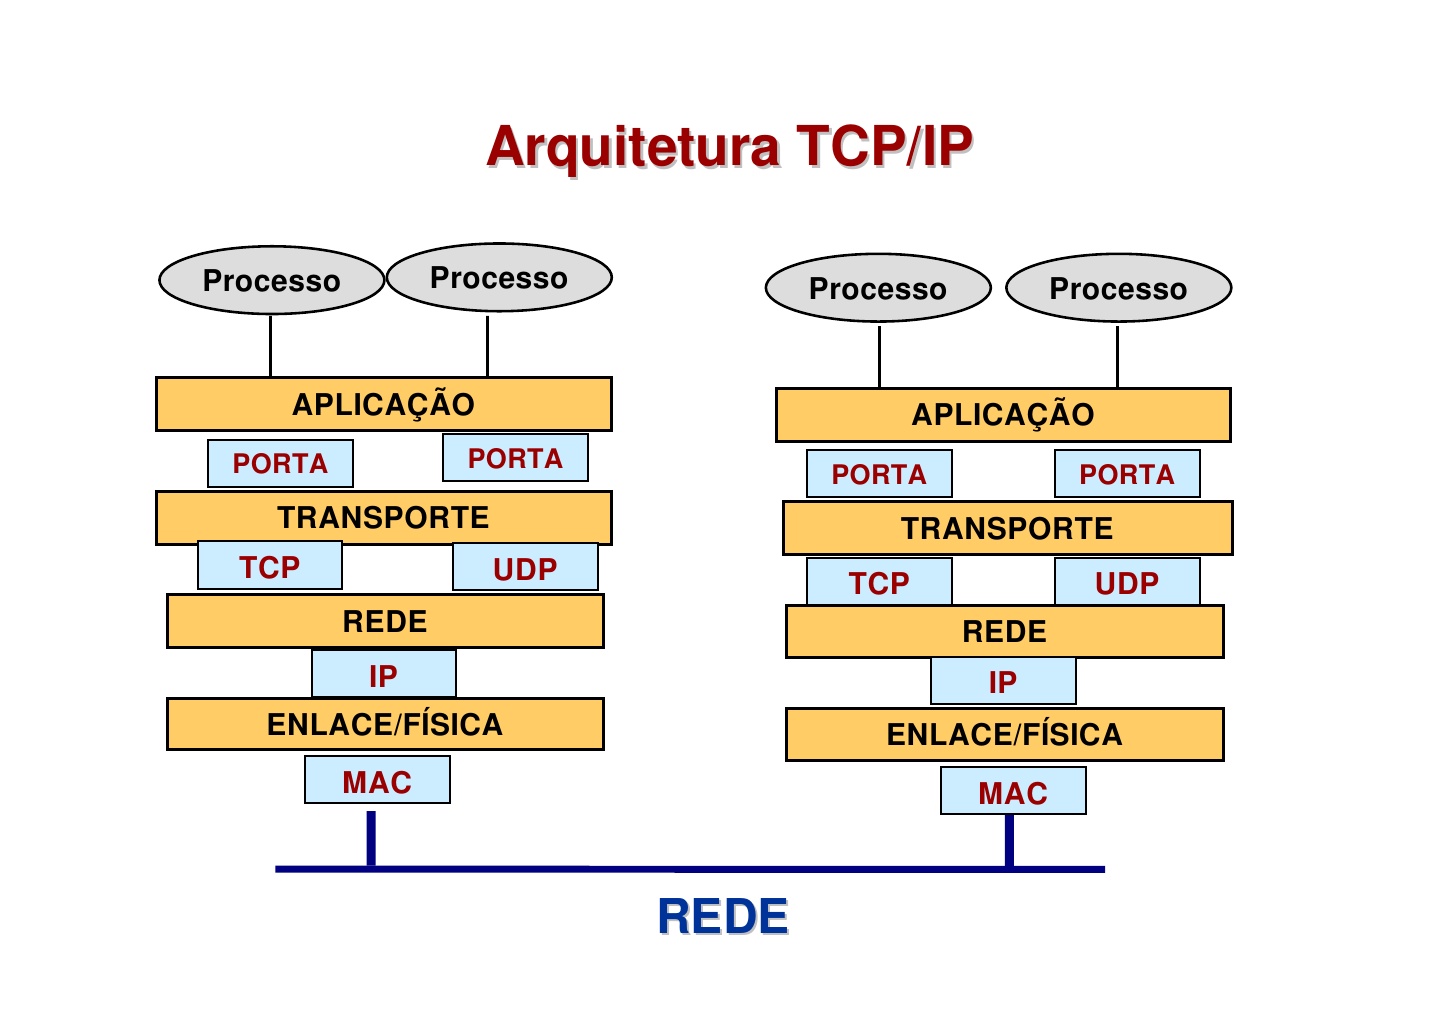 Arquitetura TCP/IP
Processo
Processo
APLICAÇÃO
PORTA
PORTA
TRANSPORTE
TCP
UDP
REDE
IP
ENLACE/FÍSICA
MAC
Processo
Processo
APLICAÇÃO
PORTA
PORTA
TRANSPORTE
TCP
UDP
REDE
IP
ENLACE/FÍSICA
MAC
REDE